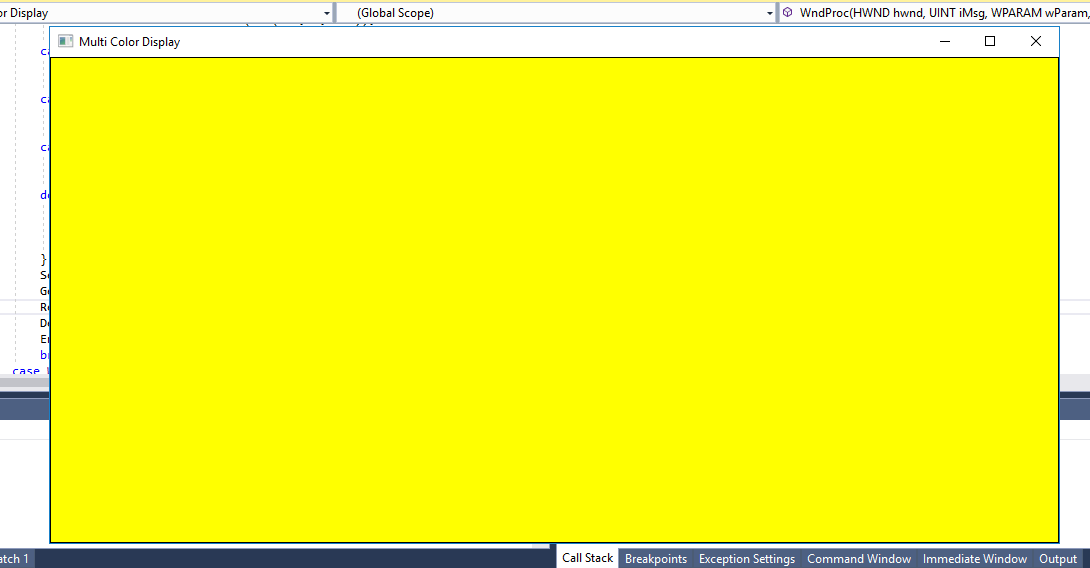 or Display
(Global Scope)
WndProc(HWND hwnd, UINT iMsg, WPARAM wParam,
Multi Color Display
ca
ca
ca
de
}
Se
Ge
Re
De
En
br
case
atch 1
Call Stack
Breakpoints
Exception Settings
Command Window
Immediate Window
Output